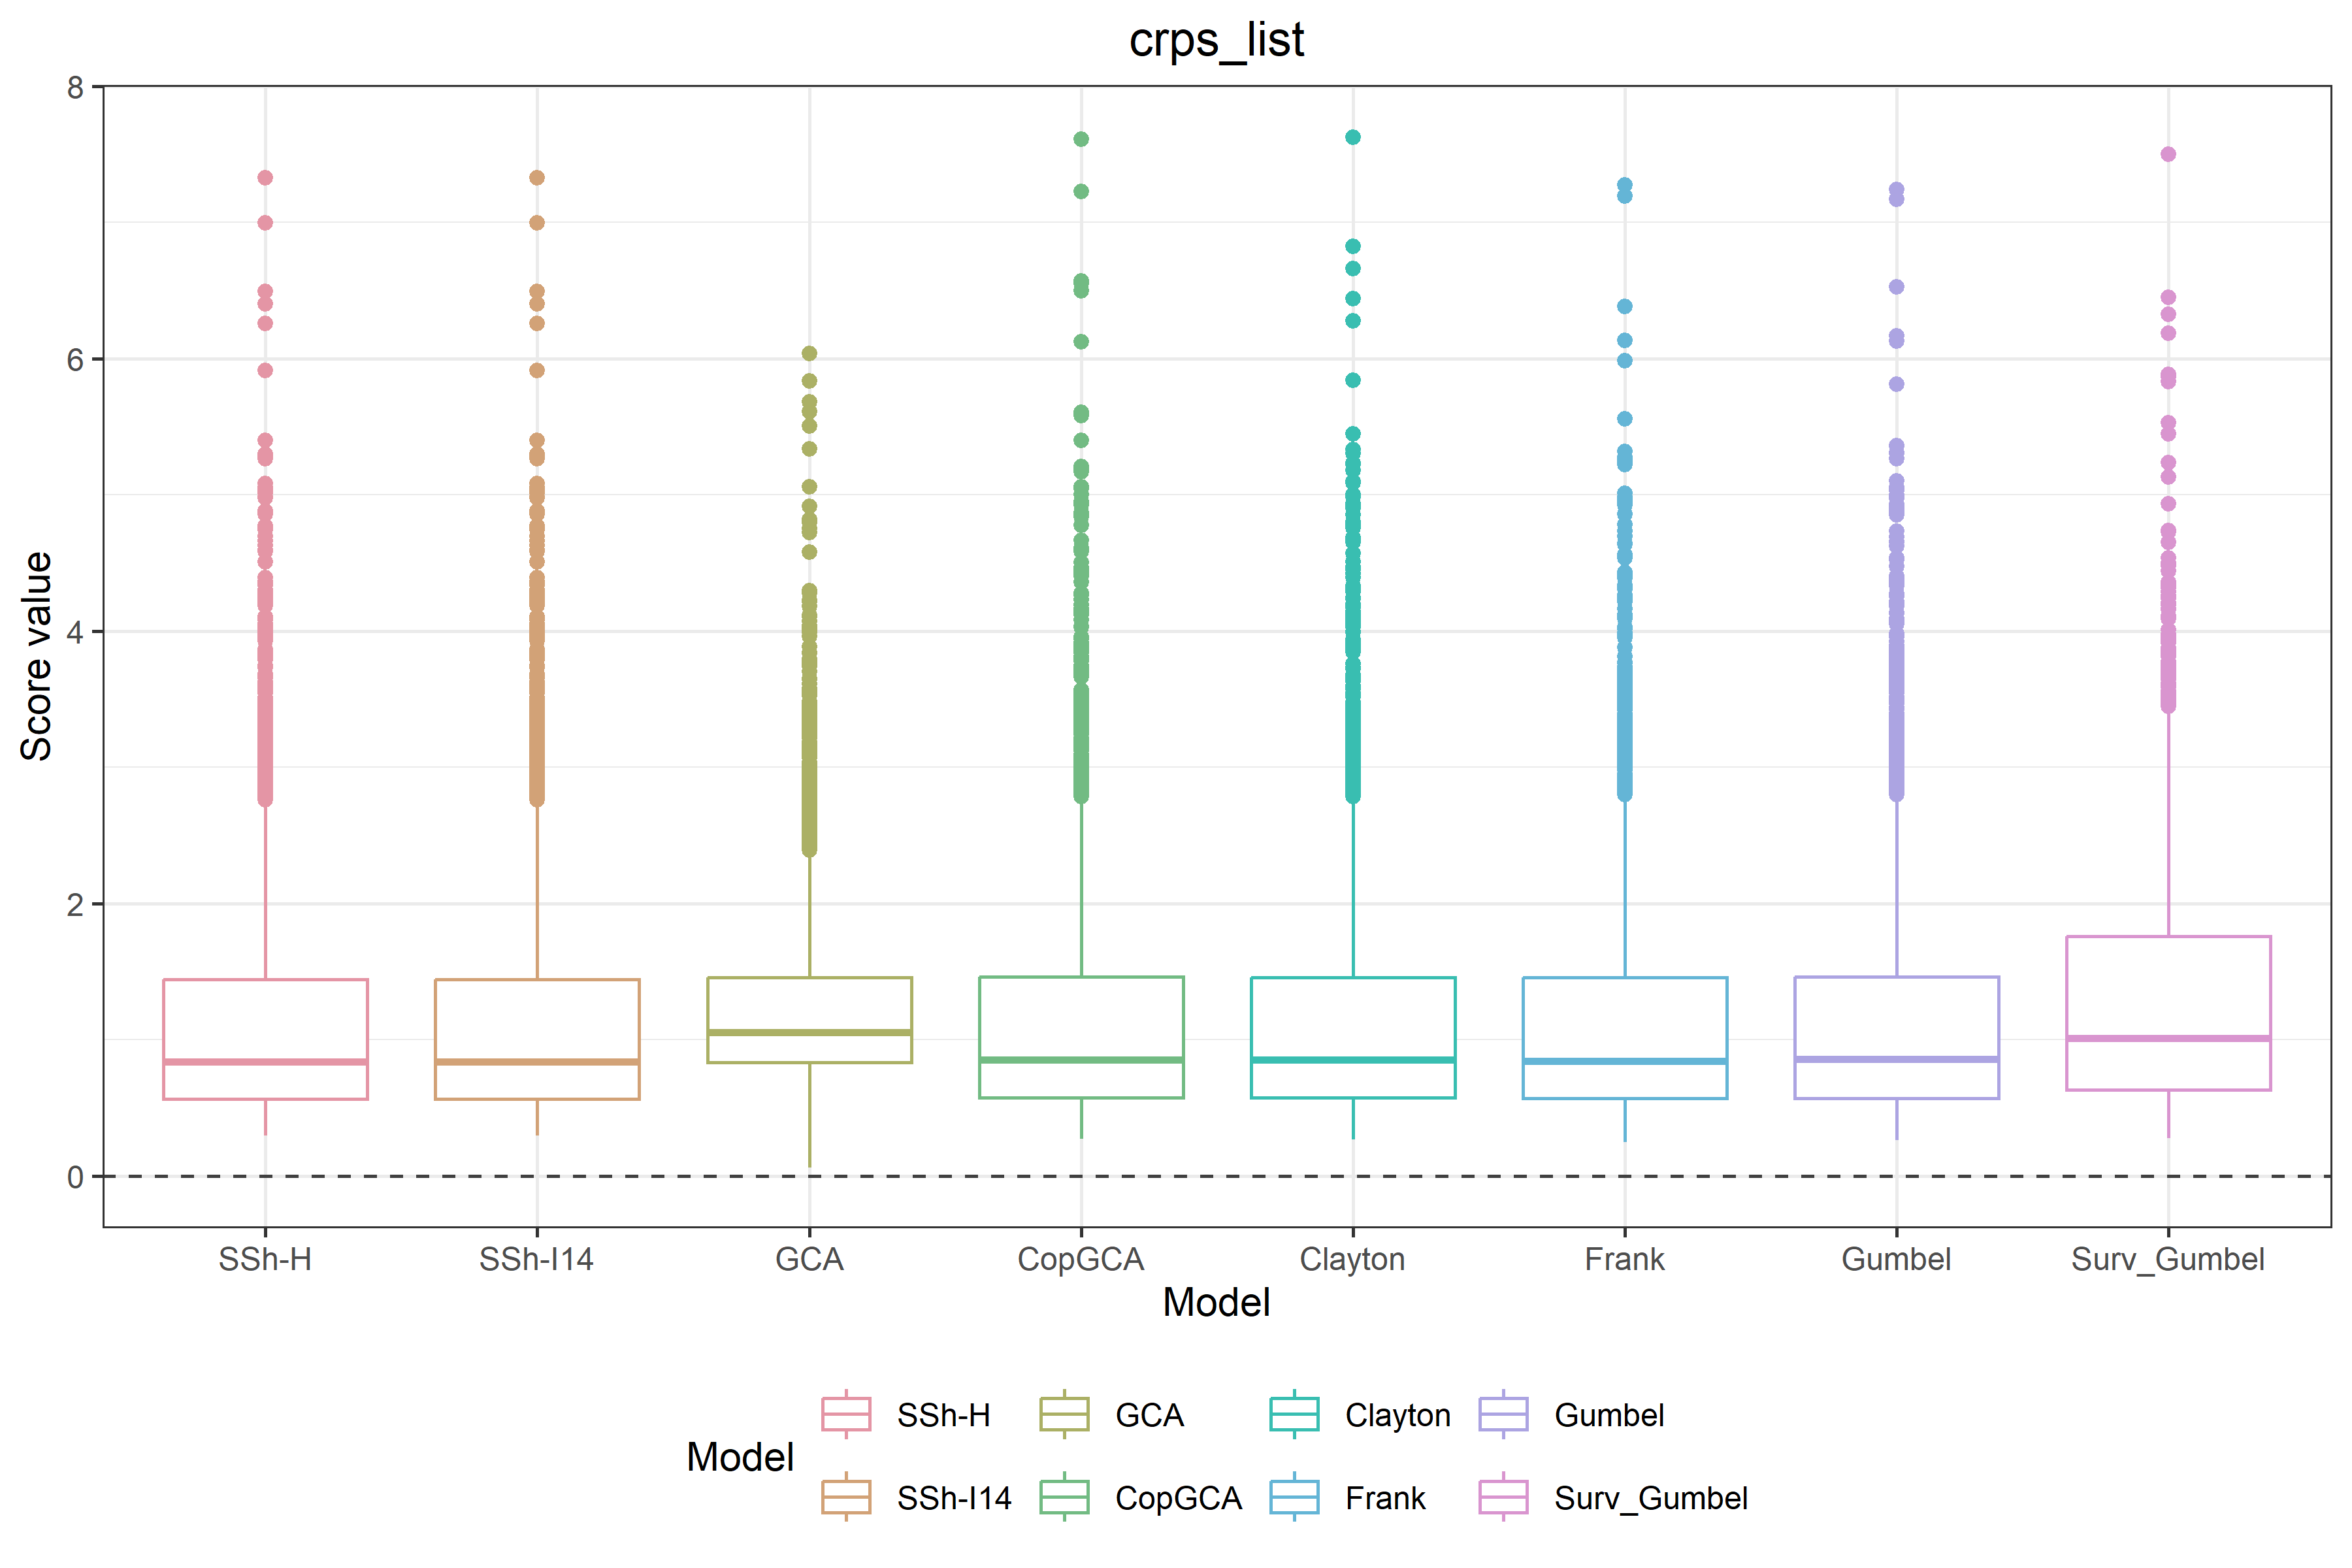 crps_list
8
6
4
2
0
Score value
SSh-H SSh-I14 GCA CopGCA Clayton Frank Gumbel Surv_Gumbel
Model
Model
SSh-H GCA Clayton Gumbel
SSh-I14 CopGCA Frank Surv_Gumbel